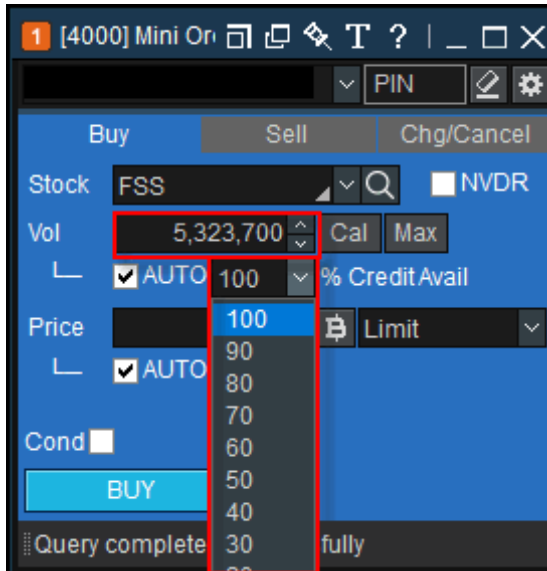 1 [4000] Mini Or T ?
PIN
Buy Sell Chg/Cancel
Stock FSS NVDR
Vol 5,323,700 Cal Max
AUTO 100 % Credit Avail
Price Limit
AUTO
Cond
BUY
Query complete fully
100
90
80
70
60
50
40
30